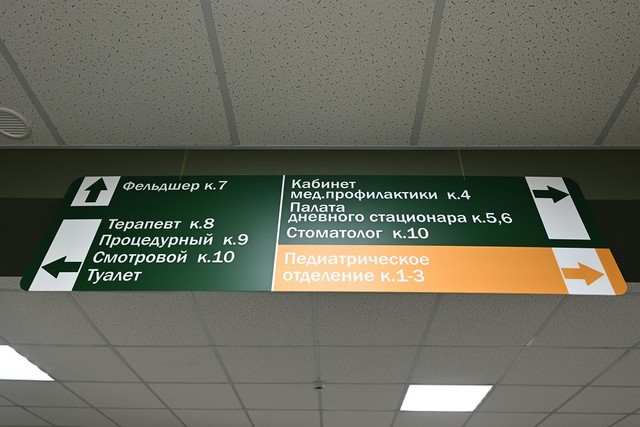 Фельдшер к.7
Терапевт к.8
Процедурный к.9
Смотровой к.10
Туалет
Кабинет
мед.профилактики к.4
Палата
дневного стационара к.5,6
Стоматолог к.10
Педиатрическое
отделение к.1-3